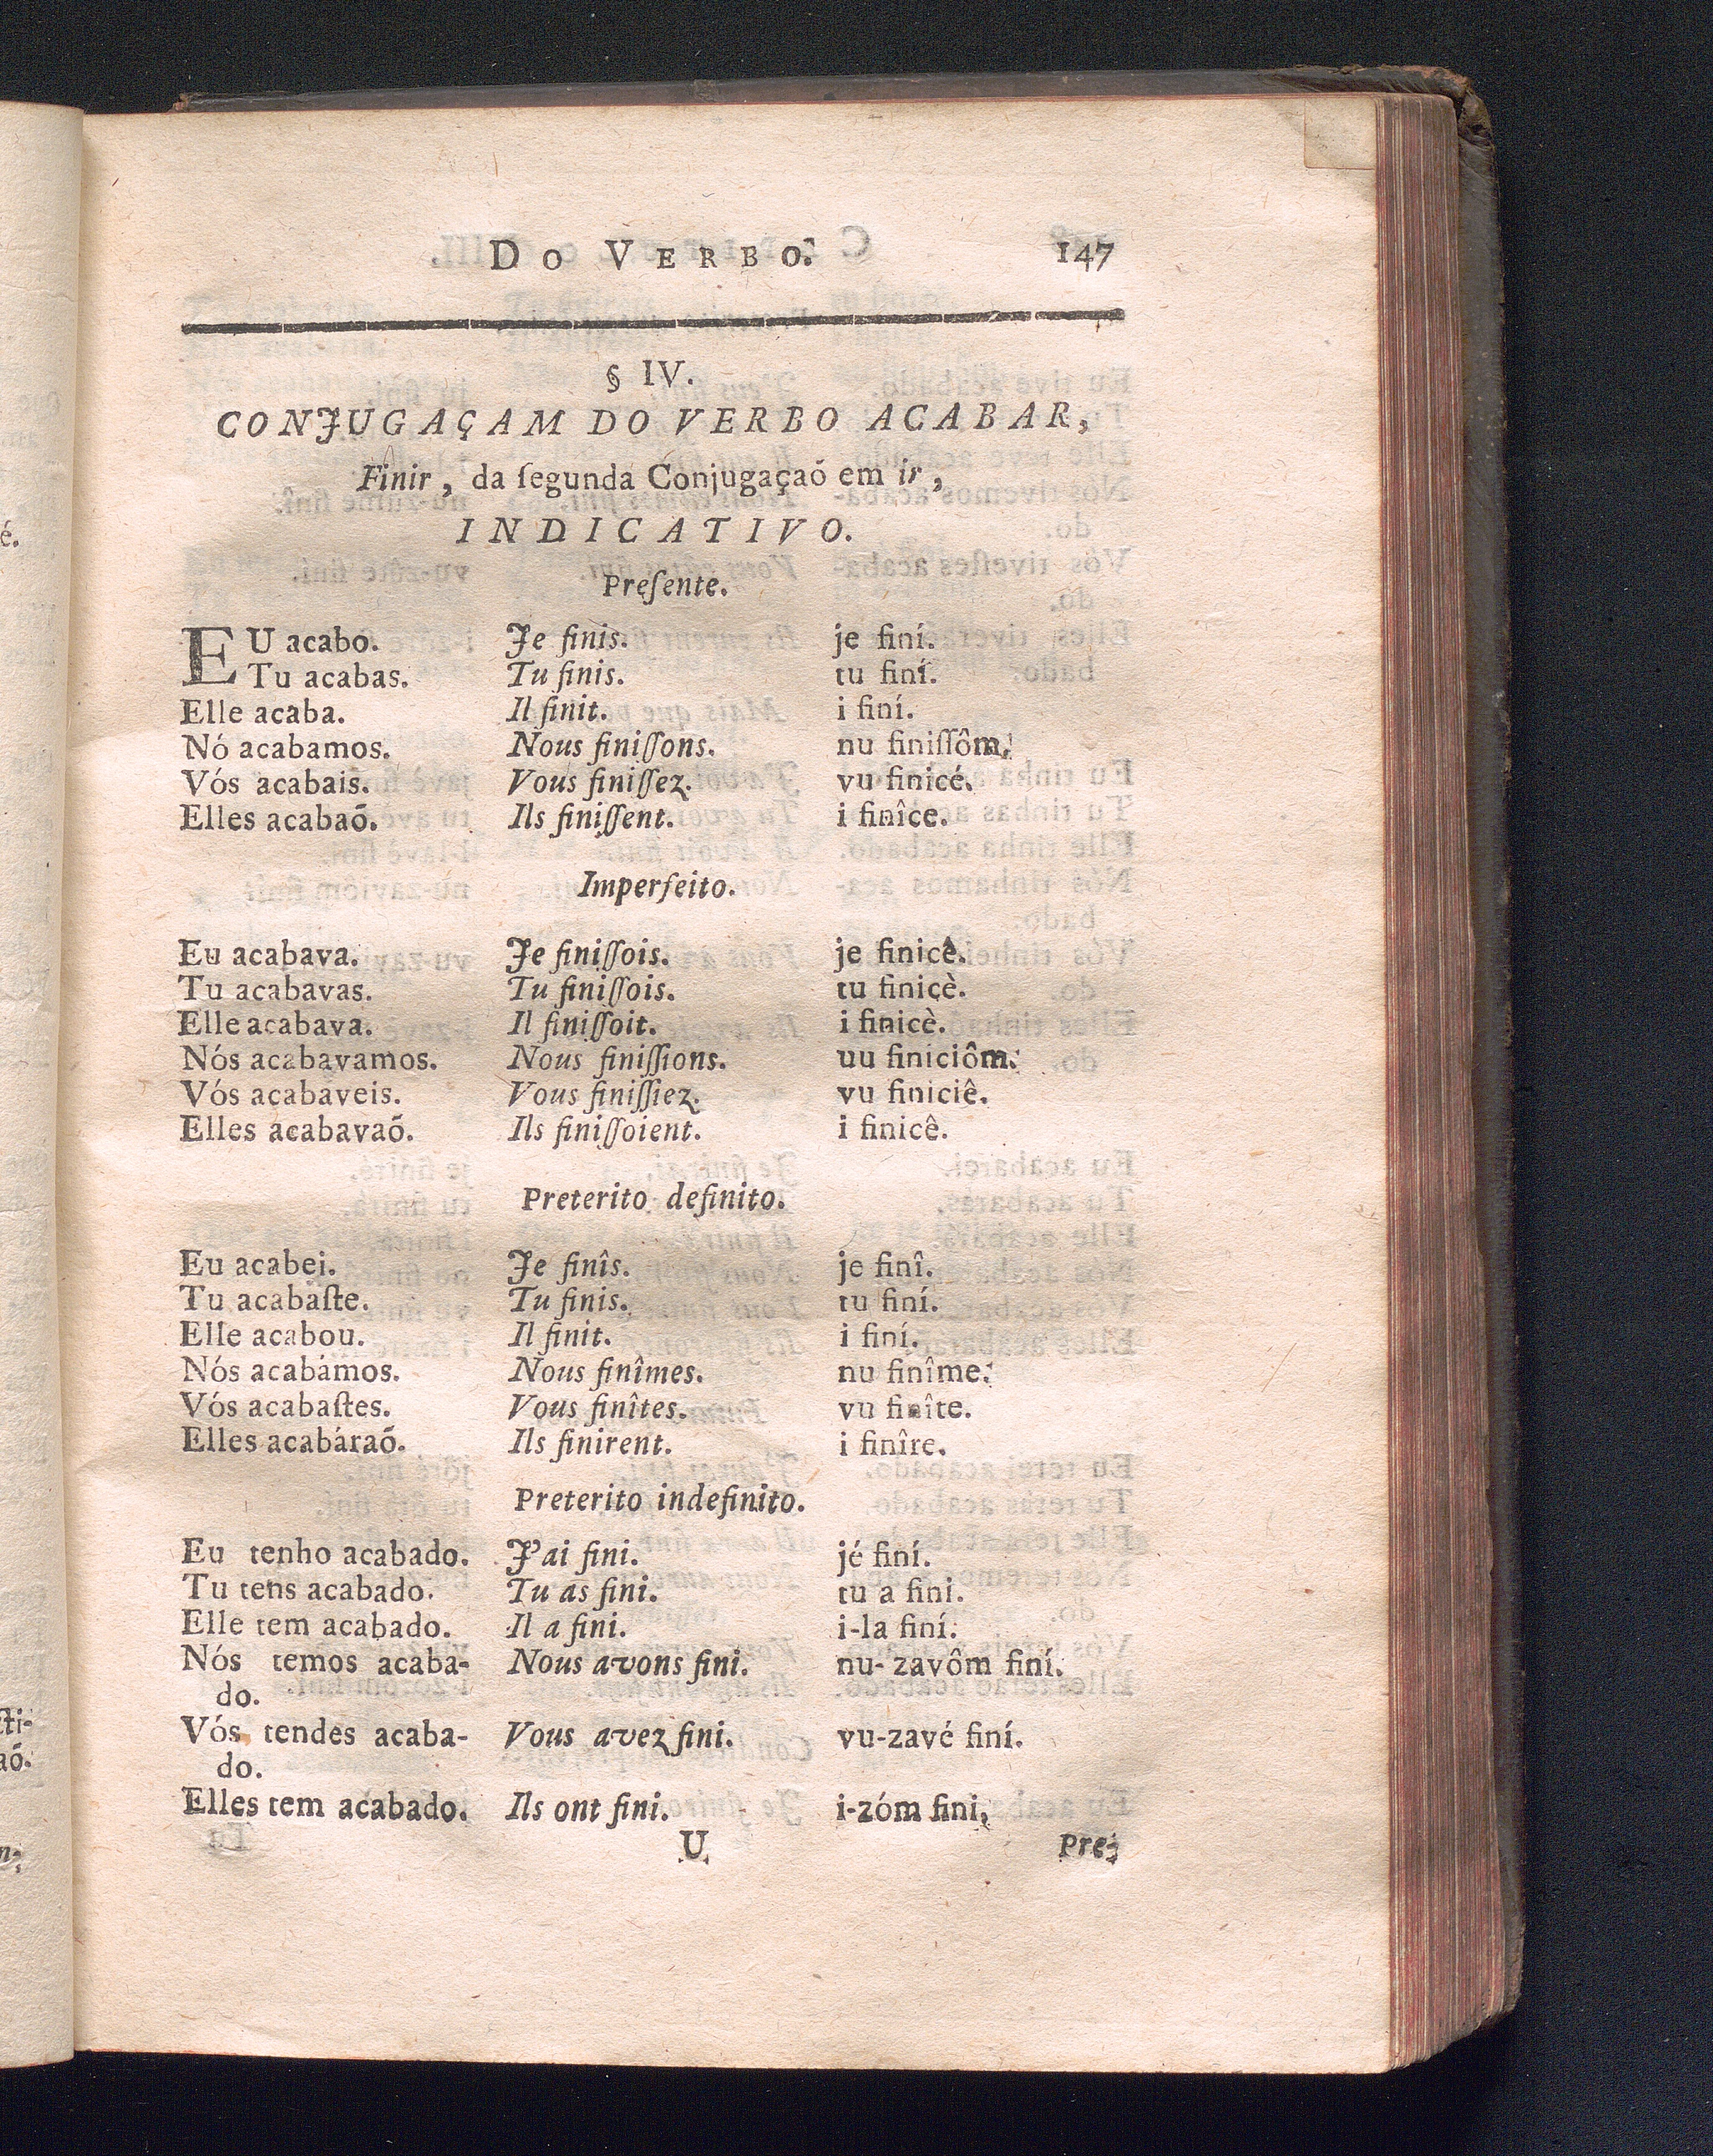 Do Verbo. 147
§ IV.
CONJUGAÇAM DO VERBO ACABAR,
Finir, da ſegunda Conjugaçaõ em ir,
INDICATIVO.
Preſente.
EU acabo. Je finis. je finí.
Tu acabas. Tu finis. tu finí.
Elle acaba. Il finit. i finí.
Nó acabamos. Nous finiſſons. nu finiſſôm.
Vós acabais. Vous finiſſez. vu finicé.
Elles acabaõ. Ils finiſſent. i finîce.
Imperfeito.
Eu acabava. Je finiſſois. je finicè.
Tu acabavas. Tu finiſſois. tu finicè.
Elle acabava. Il finiſſoit. i finicè.
Nós acabavamos. Nous finiſſions. uu finiciôm.
Vós acabaveis. Vous finiſſiez. vu finiciê.
Elles acabavaõ. Ils finiſſoient. i finicê.
Preterito definito.
Eu acabei. Je finîs. je finî.
Tu acabaſte. Tu finis. tu finí.
Elle acabou. Il finit. i finí.
Nós acabámos. Nous finîmes. nu finîme.
Vós acabaſtes. Vous finîtes. vu finîte.
Elles acabáraõ. Ils finirent. i finîre.
Preterito indefinito.
Eu tenho acabado. J'ai fini. jé finí.
Tu tens acabado. Tu as fini. tu a fini.
Elle tem acabado. Il a fini. i-la finí.
Nós temos acaba- Nous avons fini. nu-zavôm finí.
do.
Vós tendes acaba- Vous avez fini. vu-zavé finí.
do.
Elles tem acabado. Ils ont fini. i-zóm fini,
U Pre-